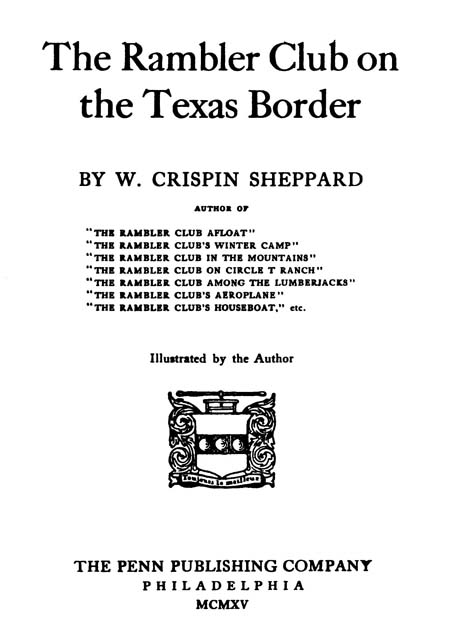 The Rambler Club on
the Texas Border
BY W. CRISPIN SHEPPARD
AUTHOR OF
"THE RAMBLER CLUB AFLOAT"
"THE RAMBLER CLUB'S WINTER CAMP"
"THE RAMBLER CLUB IN THE MOUNTAINS"
"THE RAMBLER CLUB ON CIRCLE T RANCH"
"THE RAMBLER CLUB AMONG THE LUMBERJACKS"
"THE RAMBLER CLUB'S AEROPLANE"
"THE RAMBLER CLUB'S HOUSEBOAT," etc.
Illustrated by the Author
Toujours le meilleur
THE PENN PUBLISHING COMPANY
PHILADELPHIA
MCMXV